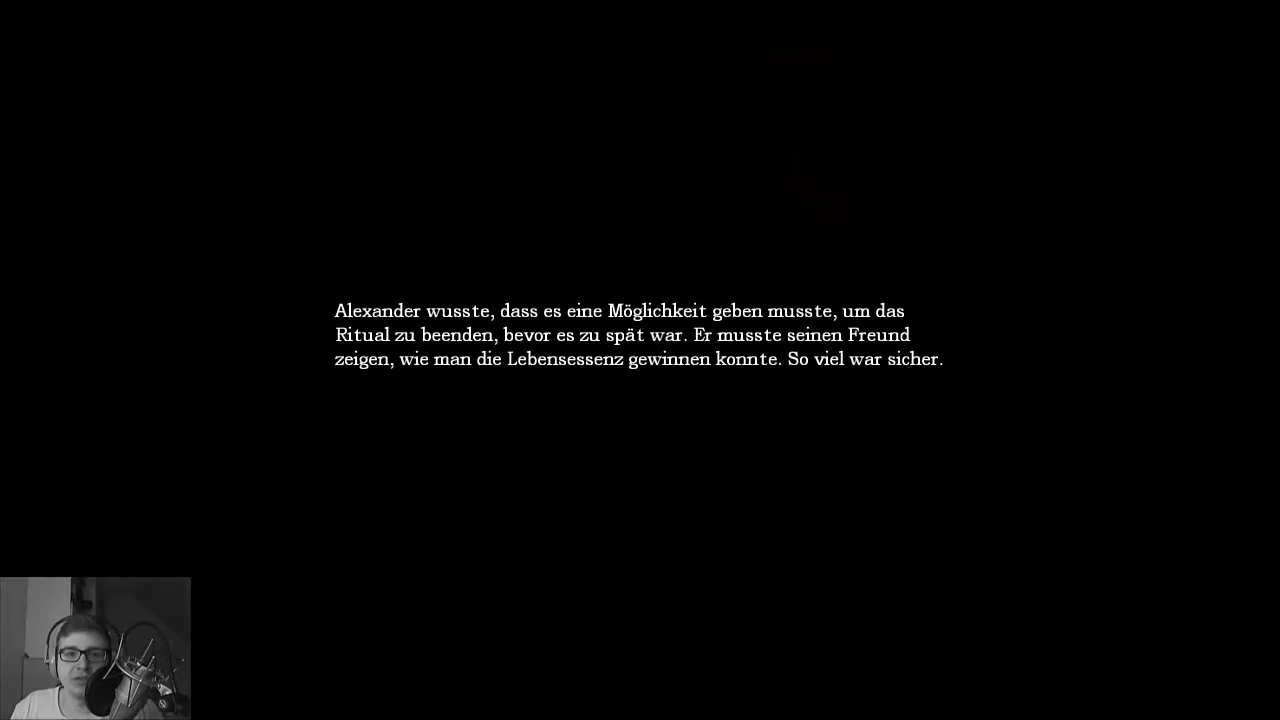 Alexander wusste, dass es eine Möglichkeit geben musste, um das
Ritual zu beenden, bevor es zu spät war. Er musste seinen Freund
zeigen, wie man die Lebensessenz gewinnen konnte. So viel war sicher.